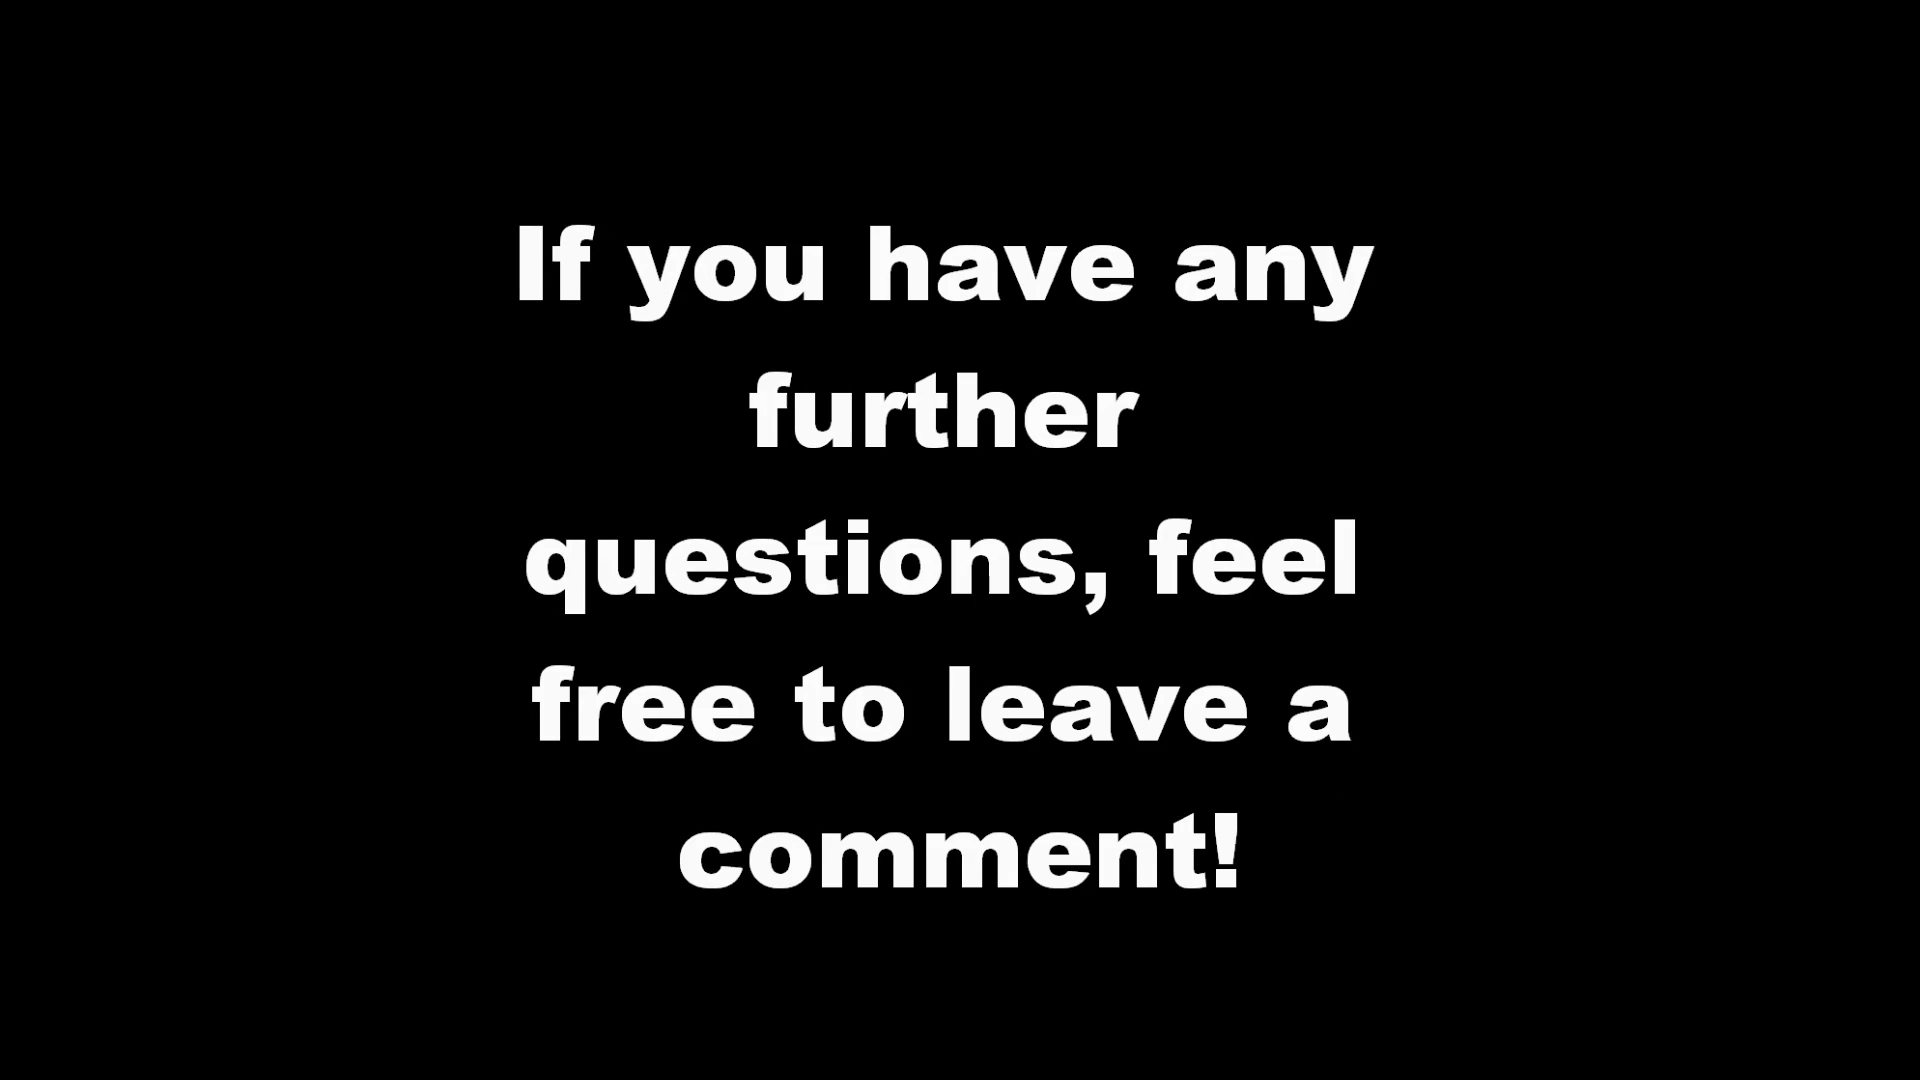 If you have any
further
questions, feel
free to leave a
comment!